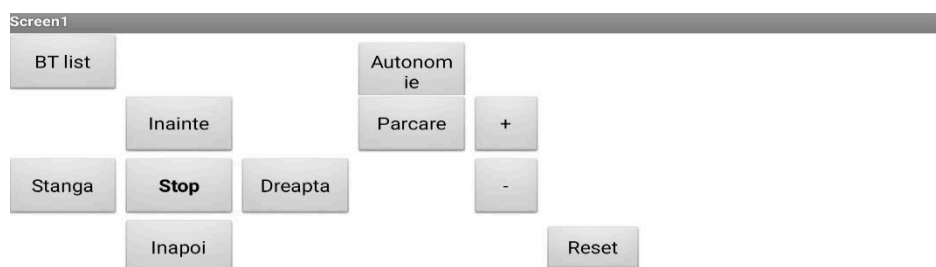 Screen1
BT list
Autonom
ie
Inainte
Parcare
+
Stanga
Stop
Dreapta
-
Inapoi
Reset